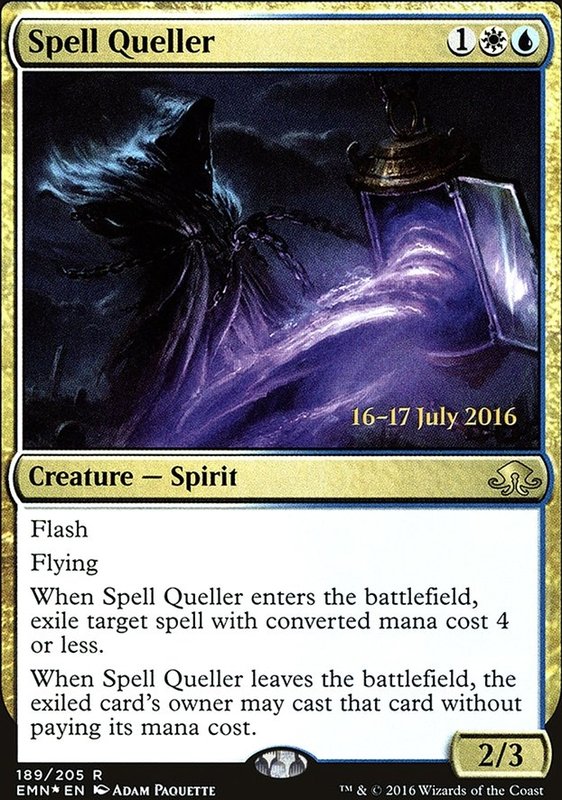 Spell Queller 1
16–17 July 2016
Creature — Spirit
Flash
Flying
When Spell Queller enters the battlefield,
exile target spell with converted mana cost 4
or less.
When Spell Queller leaves the battlefield, the
exiled card's owner may cast that card without
paying its mana cost.
2/3
189/205 R
EMN★EN Adam Paquette
™ & © 2016 Wizards of the Coast